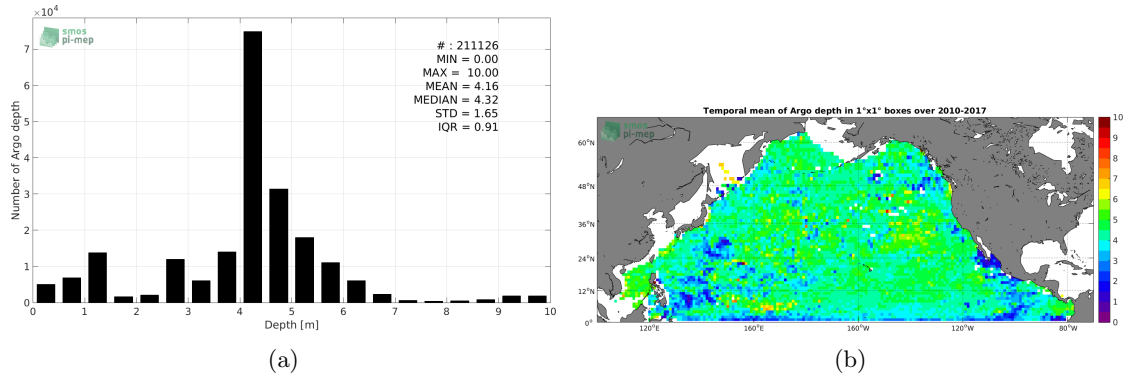 ×10⁴
smos
pi-mep
# : 211126
MIN = 0.00
MAX = 10.00
MEAN = 4.16
MEDIAN = 4.32
STD = 1.65
IQR = 0.91
Number of Argo depth
7
6
5
4
3
2
1
0
0 1 2 3 4 5 6 7 8 9 10
Depth [m]
(a)
Temporal mean of Argo depth in 1°x1° boxes over 2010-2017
smos
pi-mep
60°N
48°N
36°N
24°N
12°N
0°
120°E 160°E 160°W 120°W 80°W
10
9
8
7
6
5
4
3
2
1
0
(b)